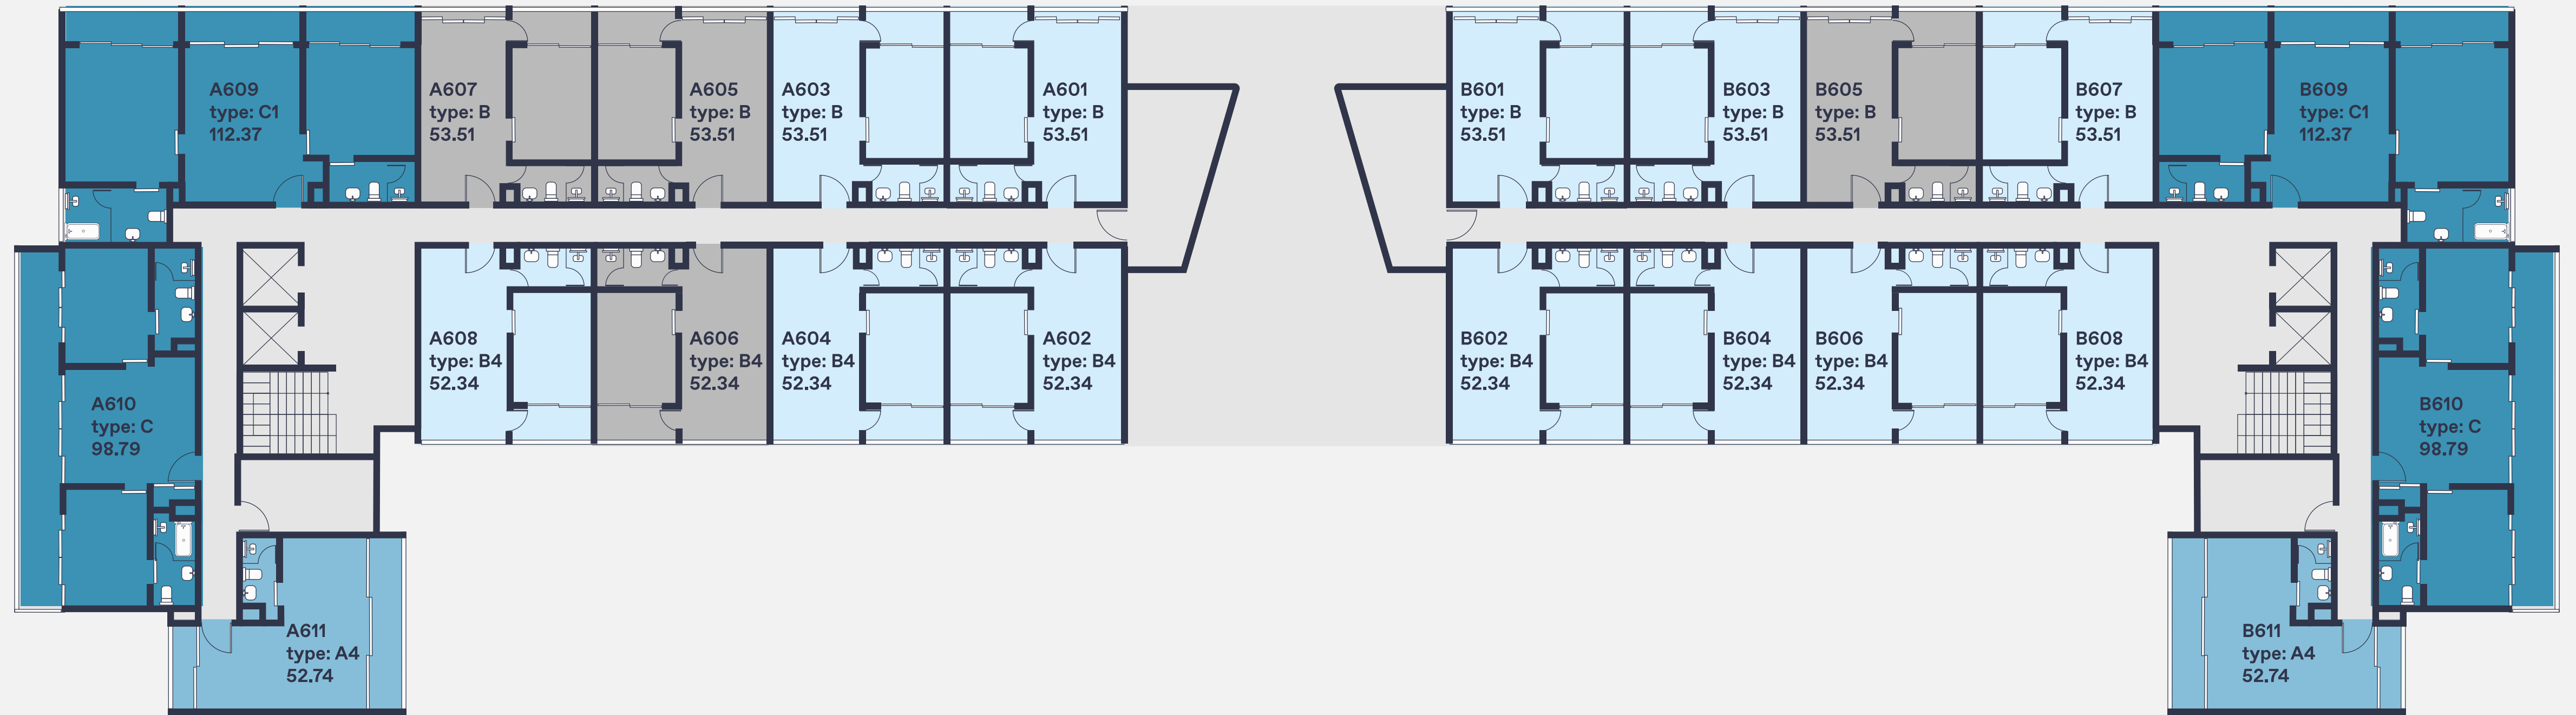 A609
type: C1
112.37
A607
type: B
53.51
A605
type: B
53.51
A603
type: B
53.51
A601
type: B
53.51
B601
type: B
53.51
B603
type: B
53.51
B605
type: B
53.51
B607
type: B
53.51
B609
type: C1
112.37
A608
type: B4
52.34
A606
type: B4
52.34
A604
type: B4
52.34
A602
type: B4
52.34
B602
type: B4
52.34
B604
type: B4
52.34
B606
type: B4
52.34
B608
type: B4
52.34
A610
type: C
98.79
B610
type: C
98.79
A611
type: A4
52.74
B611
type: A4
52.74